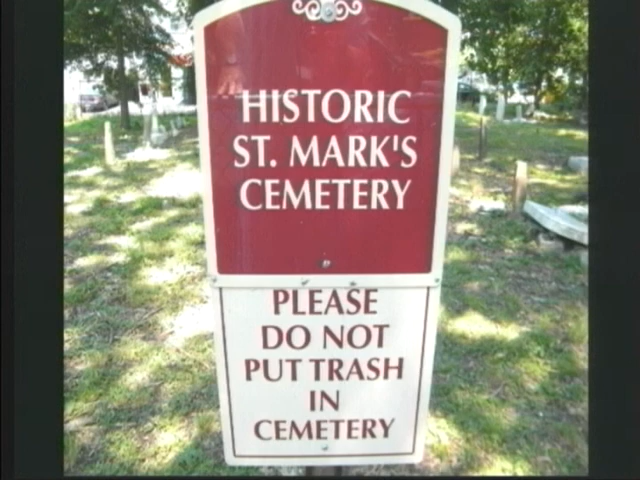 HISTORIC
ST. MARK'S
CEMETERY
PLEASE
DO NOT
PUT TRASH
IN
CEMETERY